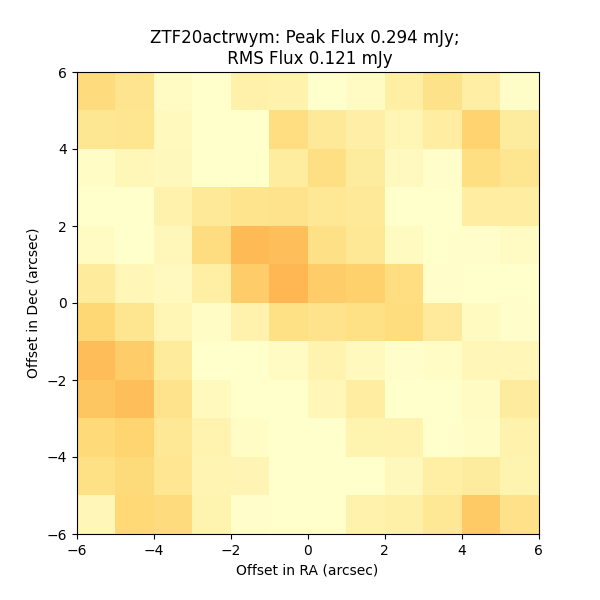 ZTF20actrwym: Peak Flux 0.294 mJy;
RMS Flux 0.121 mJy
6
4
2
0
−2
−4
−6
Offset in Dec (arcsec)
−6 −4 −2 0 2 4 6
Offset in RA (arcsec)